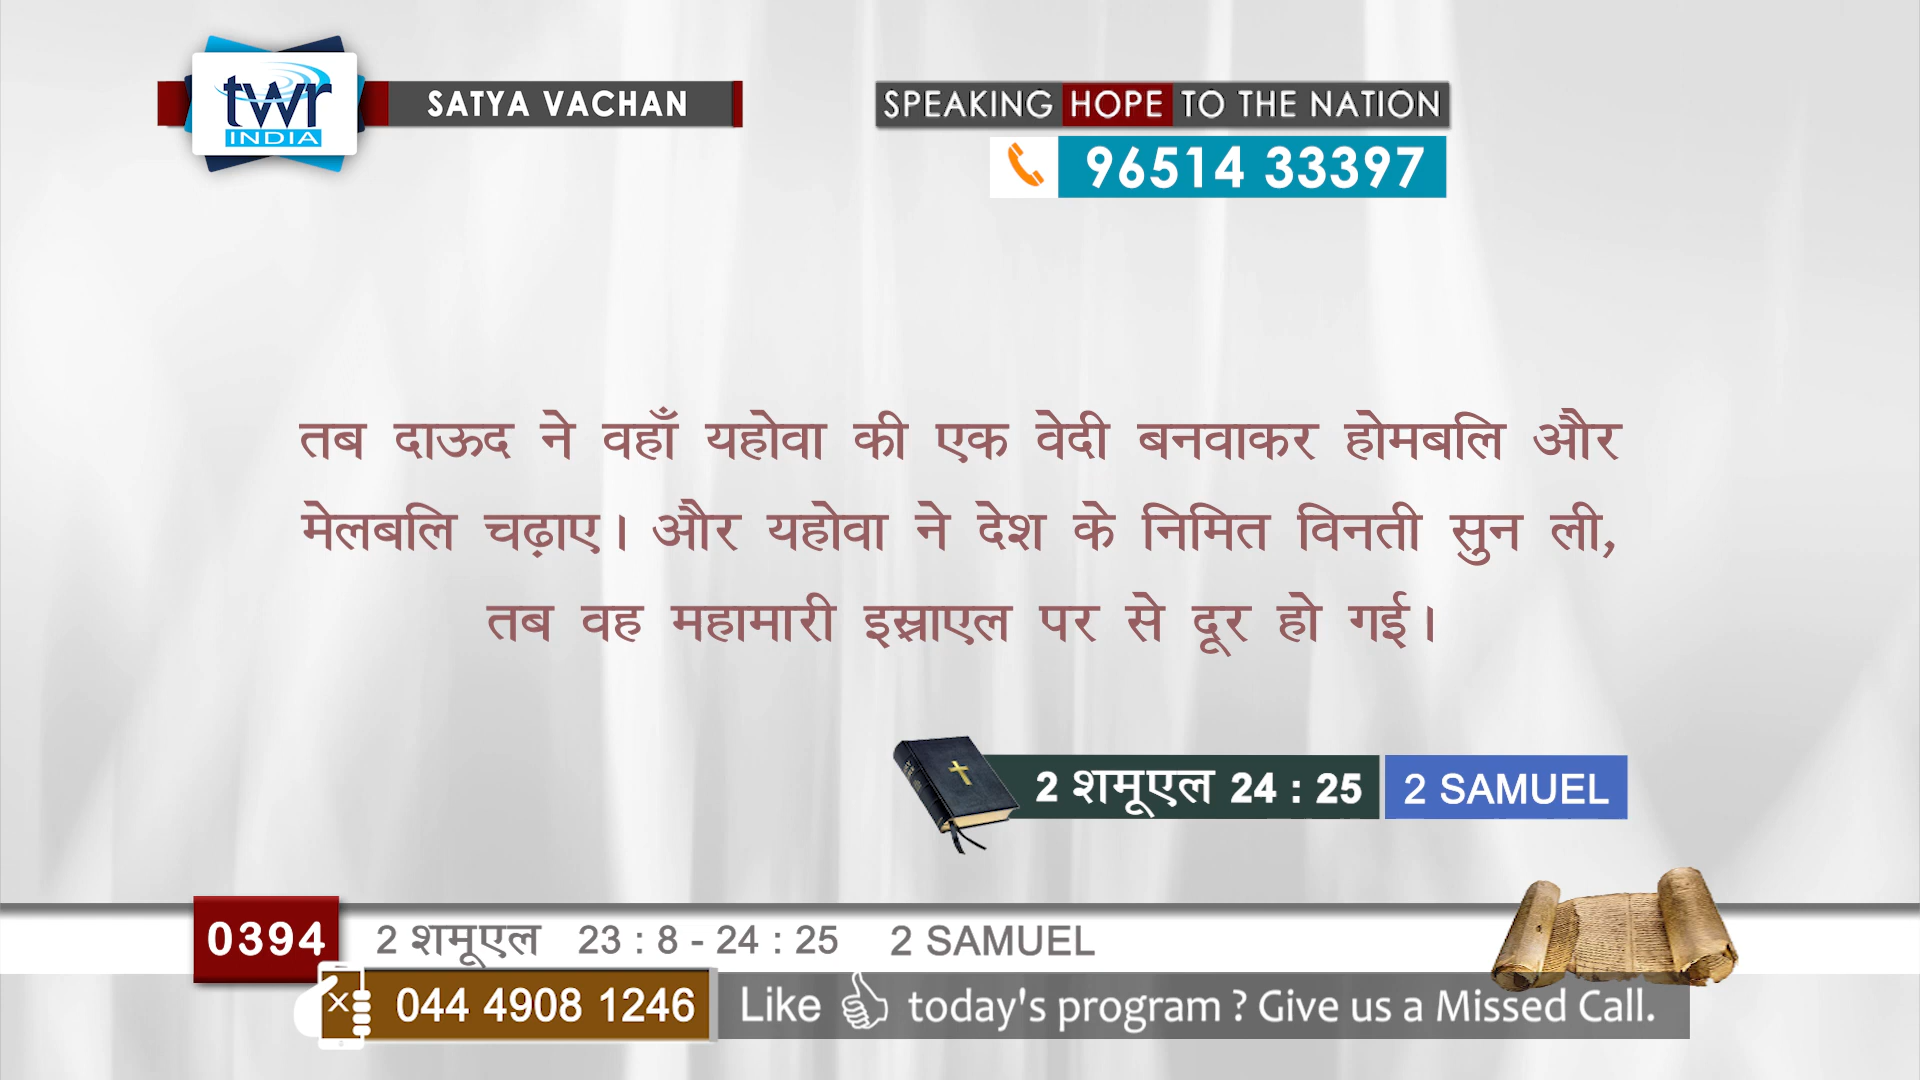 twr
INDIA
SATYA VACHAN
SPEAKING HOPE TO THE NATION
96514 33397
तब दाऊद ने वहाँ यहोवा की एक वेदी बनवाकर होमबलि और
मेलबलि चढ़ाए। और यहोवा ने देश के निमित विनती सुन ली,
तब वह महामारी इस्राएल पर से दूर हो गई।
2 शमूएल 24 : 25 2 SAMUEL
0394 2 शमूएल 23 : 8 - 24 : 25 2 SAMUEL
044 4908 1246 Like today's program ? Give us a Missed Call.